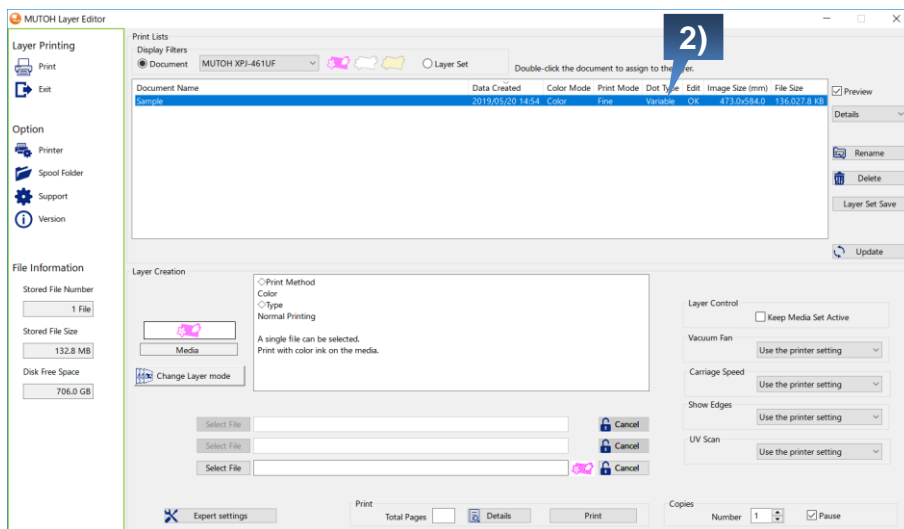 MUTOH Layer Editor
Layer Printing
Print
Exit
Option
Printer
Spool Folder
Support
Version
File Information
Stored File Number
1 File
Stored File Size
132.8 MB
Disk Free Space
706.0 GB
Print Lists
Display Filters
Document
MUTOH XPJ-461UF
Layer Set
Double-click the document to assign to the layer.
2)
Document Name Data Created Color Mode Print Mode Dot Type Edit Image Size (mm) File Size
Sample 2019/05/20 14:54 Color Fine Variable OK 473.0x584.0 136,027.8 KB
Preview
Details
Rename
Delete
Layer Set Save
Update
Layer Creation
Media
Change Layer mode
◇Print Method
Color
◇Type
Normal Printing
A single file can be selected.
Print with color ink on the media.
Select File Cancel
Select File Cancel
Select File Cancel
Layer Control
Keep Media Set Active
Vacuum Fan
Use the printer setting
Carriage Speed
Use the printer setting
Show Edges
Use the printer setting
UV Scan
Use the printer setting
Expert settings
Print
Total Pages
Details
Print
Copies
Number 1
Pause